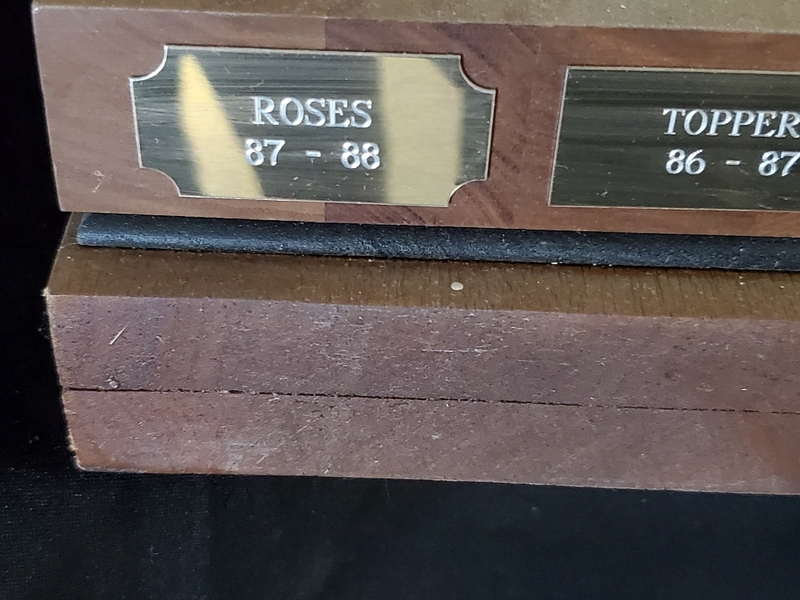 ROSES
87 - 88
TOPPER
86 - 87